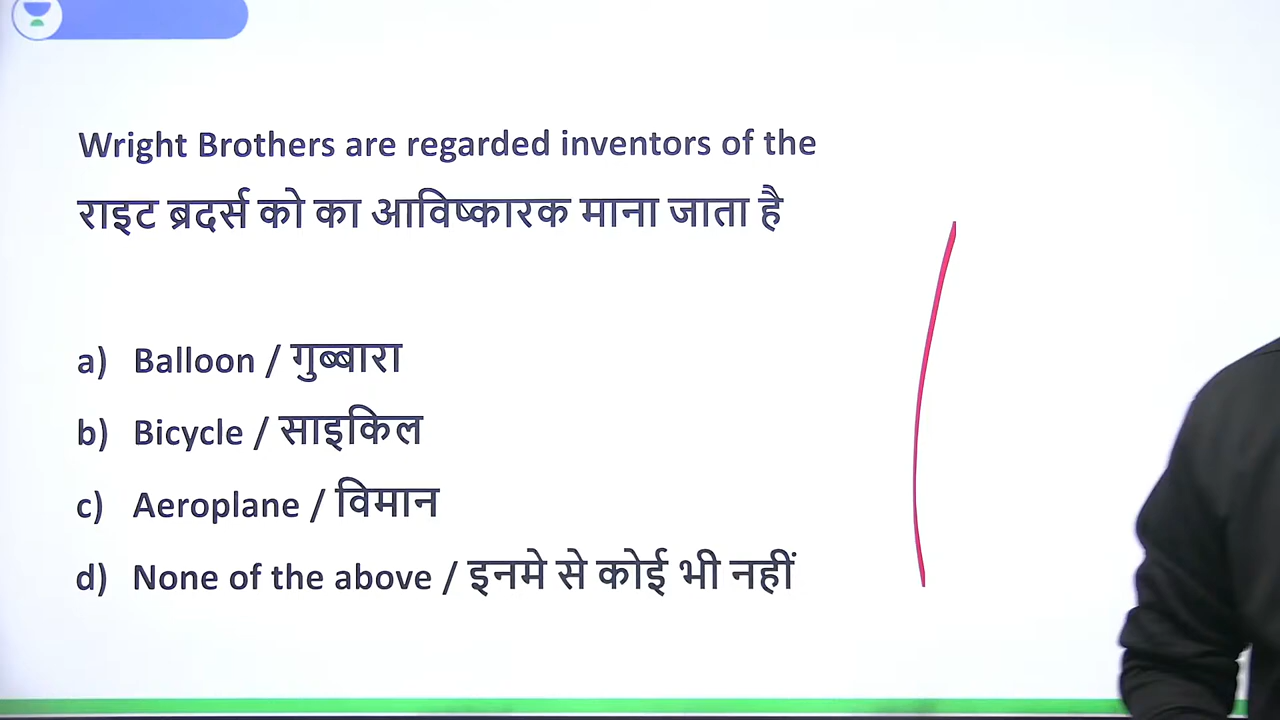 Wright Brothers are regarded inventors of the
राइट ब्रदर्स को का आविष्कारक माना जाता है
a) Balloon / गुब्बारा
b) Bicycle / साइकिल
c) Aeroplane / विमान
d) None of the above / इनमे से कोई भी नहीं